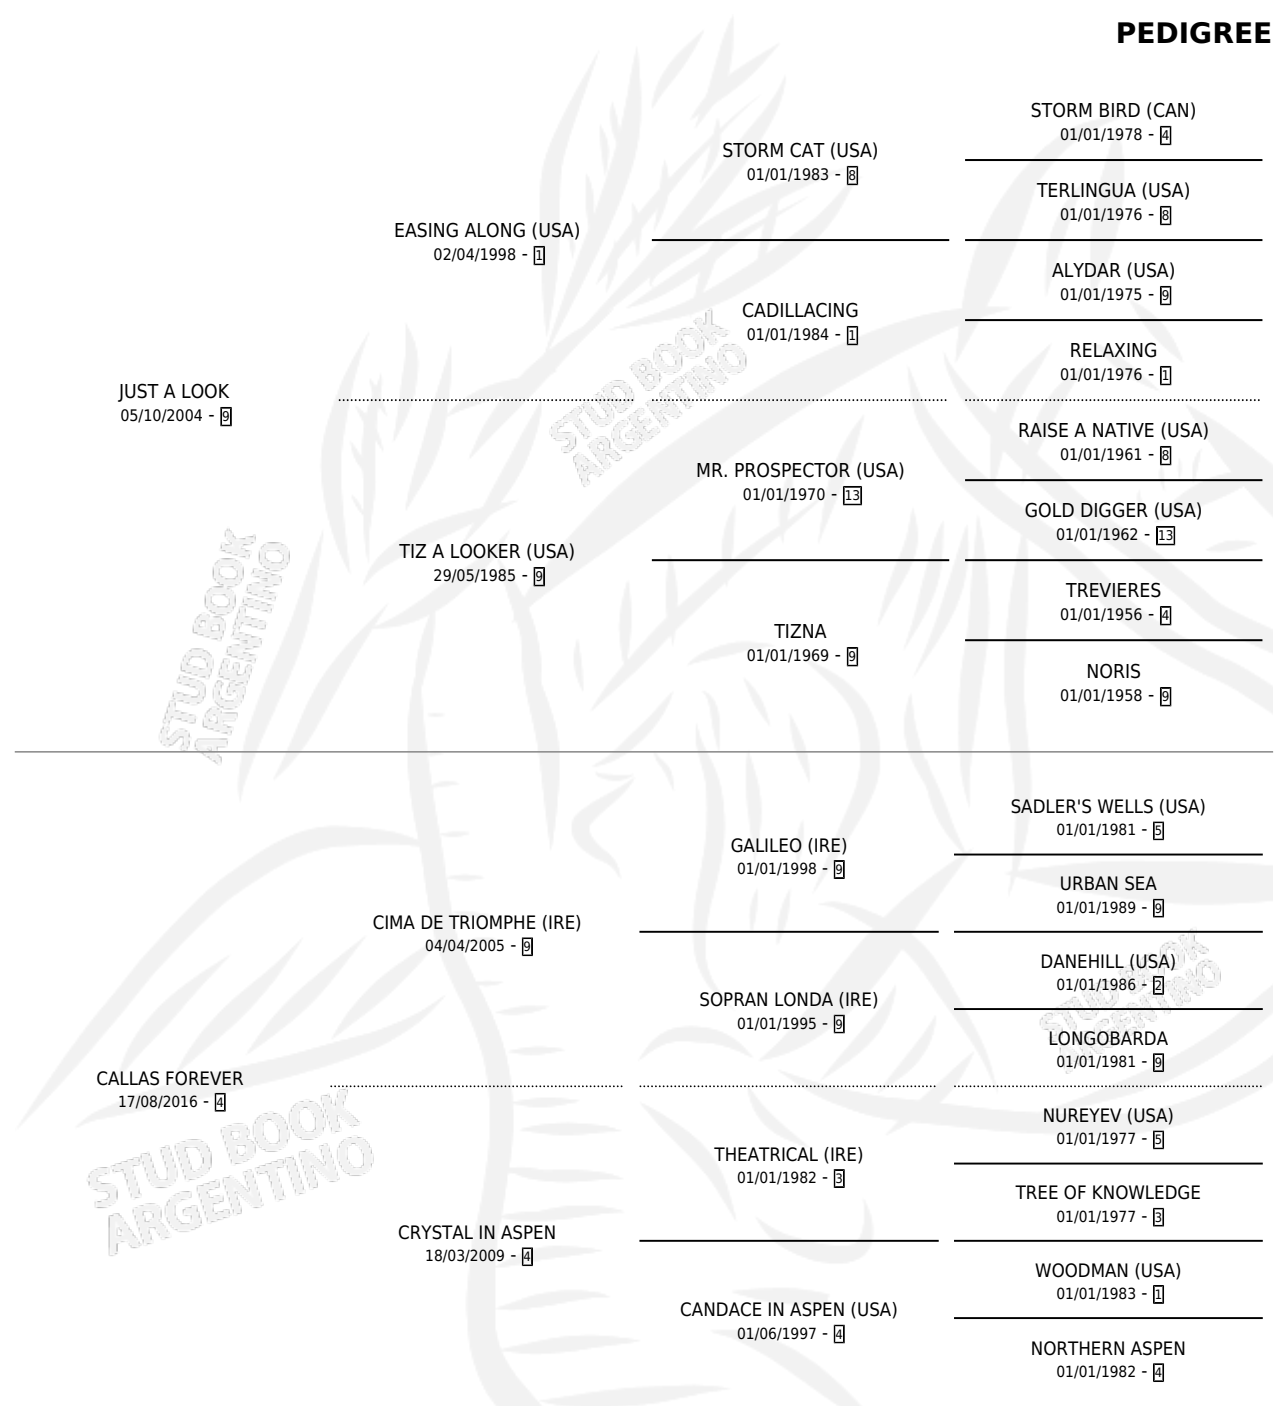 PEDIGREE
STORM BIRD (CAN)
01/01/1978 - 4
STORM CAT (USA)
01/01/1983 - 8
TERLINGUA (USA)
01/01/1976 - 8
EASING ALONG (USA)
02/04/1998 - 1
ALYDAR (USA)
01/01/1975 - 9
CADILLACING
01/01/1984 - 1
RELAXING
01/01/1976 - 1
JUST A LOOK
05/10/2004 - 9
RAISE A NATIVE (USA)
01/01/1961 - 8
MR. PROSPECTOR (USA)
01/01/1970 - 13
GOLD DIGGER (USA)
01/01/1962 - 13
TIZ A LOOKER (USA)
29/05/1985 - 9
TREVIERES
01/01/1956 - 4
TIZNA
01/01/1969 - 9
NORIS
01/01/1958 - 9
SADLER'S WELLS (USA)
01/01/1981 - 5
GALILEO (IRE)
01/01/1998 - 9
URBAN SEA
01/01/1989 - 9
CIMA DE TRIOMPHE (IRE)
04/04/2005 - 9
DANEHILL (USA)
01/01/1986 - 2
SOPRAN LONDA (IRE)
01/01/1995 - 9
LONGOBARDA
01/01/1981 - 9
CALLAS FOREVER
17/08/2016 - 4
NUREYEV (USA)
01/01/1977 - 5
THEATRICAL (IRE)
01/01/1982 - 3
TREE OF KNOWLEDGE
01/01/1977 - 3
CRYSTAL IN ASPEN
18/03/2009 - 4
WOODMAN (USA)
01/01/1983 - 1
CANDACE IN ASPEN (USA)
01/06/1997 - 4
NORTHERN ASPEN
01/01/1982 - 4
STUD BOOK
ARGENTINO
STUD BOOK
ARGENTINO
STUD BOOK
ARGENTINO
STUD BOOK
ARGENTINO